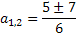 a₁,₂ = (5 ± 7)/6